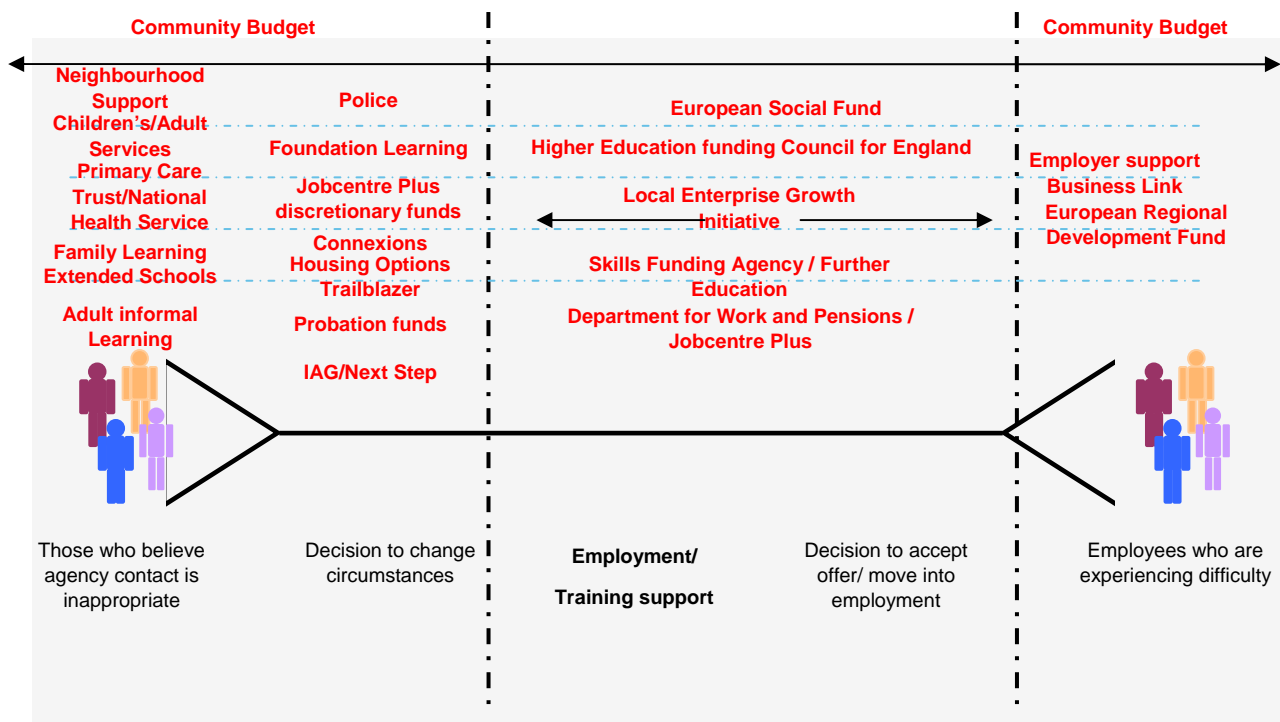 Community Budget
Community Budget
Neighbourhood
Support
Children's/Adult
Services
Primary Care
Trust/National
Health Service
Family Learning
Extended Schools
Adult informal
Learning
Police
Foundation Learning
Jobcentre Plus
discretionary funds
Connexions
Housing Options
Trailblazer
Probation funds
IAG/Next Step
European Social Fund
Higher Education funding Council for England
Local Enterprise Growth
Initiative
Skills Funding Agency / Further
Education
Department for Work and Pensions /
Jobcentre Plus
Employer support
Business Link
European Regional
Development Fund
Those who believe
agency contact is
inappropriate
Decision to change
circumstances
Employment/
Training support
Decision to accept
offer/ move into
employment
Employees who are
experiencing difficulty